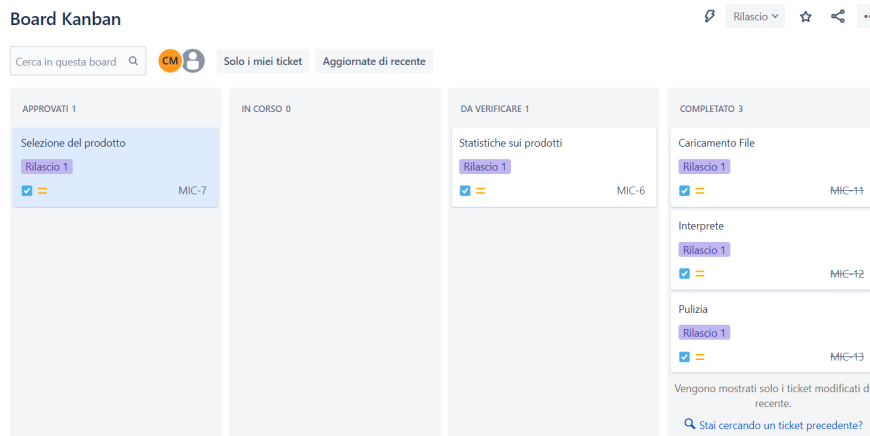 Board Kanban
Rilascio
Cerca in questa board
CM
Solo i miei ticket
Aggiornate di recente
APPROVATI 1
Selezione del prodotto
Rilascio 1
MIC-7
IN CORSO 0
DA VERIFICARE 1
Statistiche sui prodotti
Rilascio 1
MIC-6
COMPLETATO 3
Caricamento File
Rilascio 1
MIC-11
Interprete
Rilascio 1
MIC-12
Pulizia
Rilascio 1
MIC-13
Vengono mostrati solo i ticket modificati d
recente.
Stai cercando un ticket precedente?